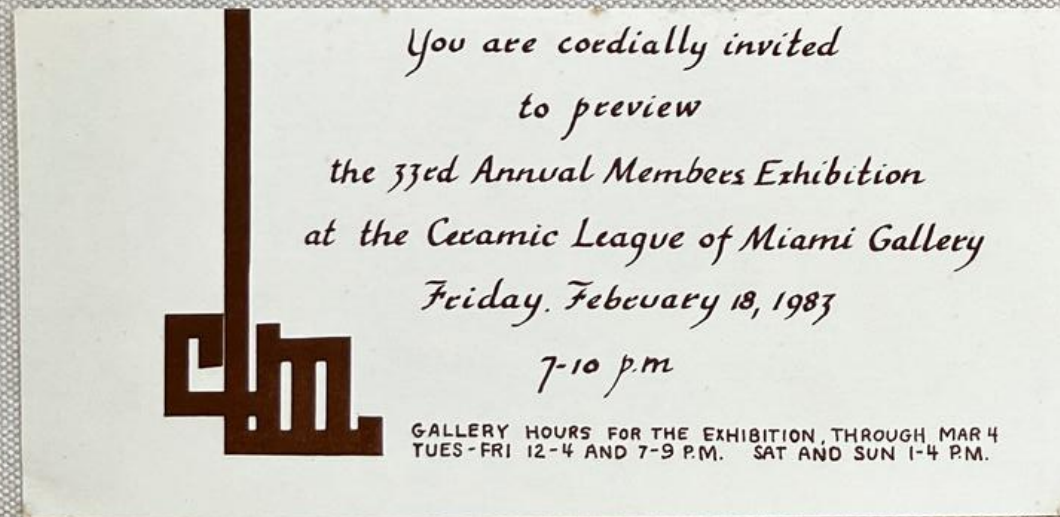 You are cordially invited
to preview
the 33rd Annual Members Exhibition
at the Ceramic League of Miami Gallery
Friday. February 18, 1983
7-10 p.m
clm
GALLERY HOURS FOR THE EXHIBITION, THROUGH MAR 4
TUES-FRI 12-4 AND 7-9 P.M. SAT AND SUN 1-4 P.M.